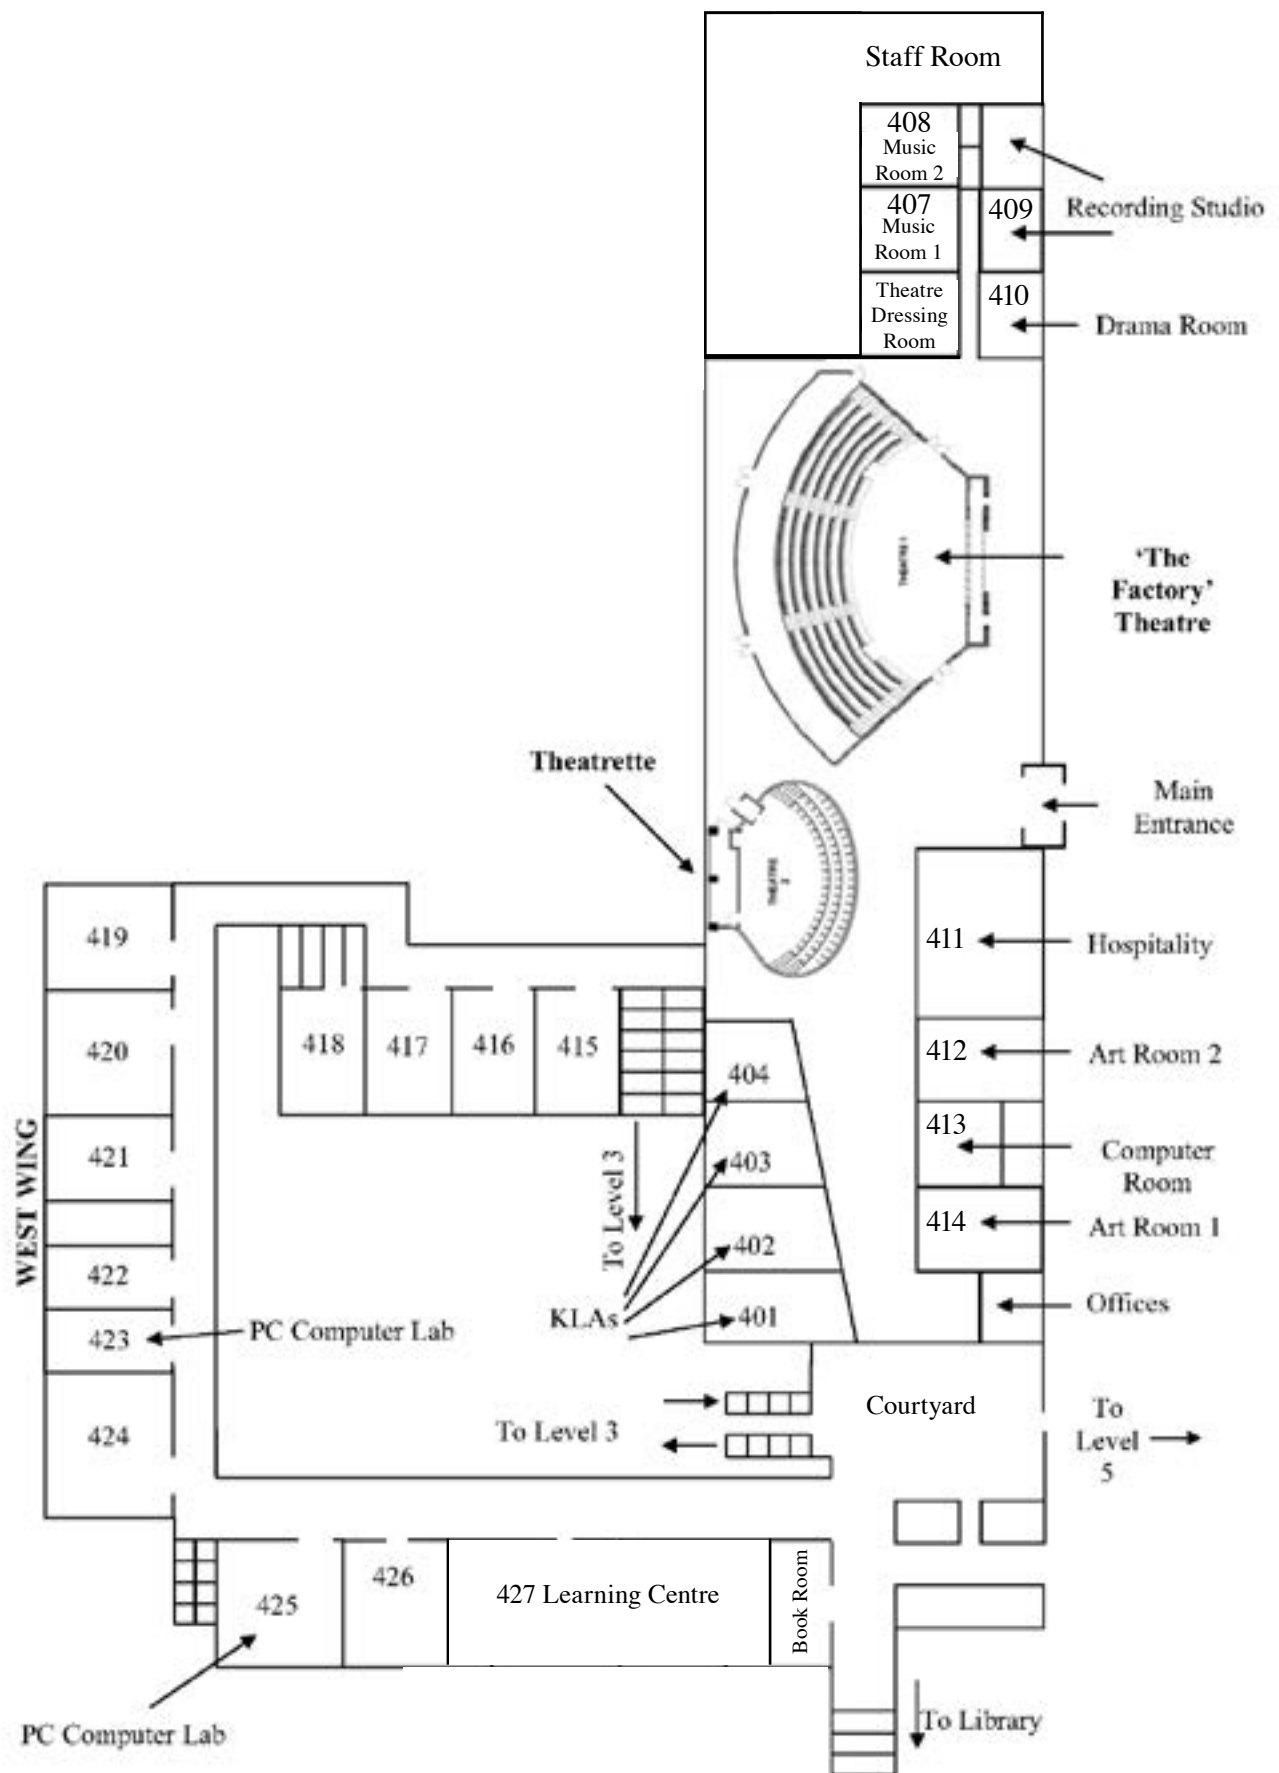 Staff Room
408
Music
Room 2
407
Music
Room 1
409
Recording Studio
Theatre
Dressing
Room
410
Drama Room
THEATRE 1
‘The
Factory’
Theatre
Theatrette
Main
Entrance
THEATRE
2
419
411
Hospitality
420
418
417
416
415
404
412
Art Room 2
WEST WING
421
To Level 3
403
413
Computer
Room
422
402
414
Art Room 1
423
PC Computer Lab
KLAs
401
Offices
424
To Level 3
Courtyard
To
Level
5
425
426
427 Learning Centre
Book Room
PC Computer Lab
To Library